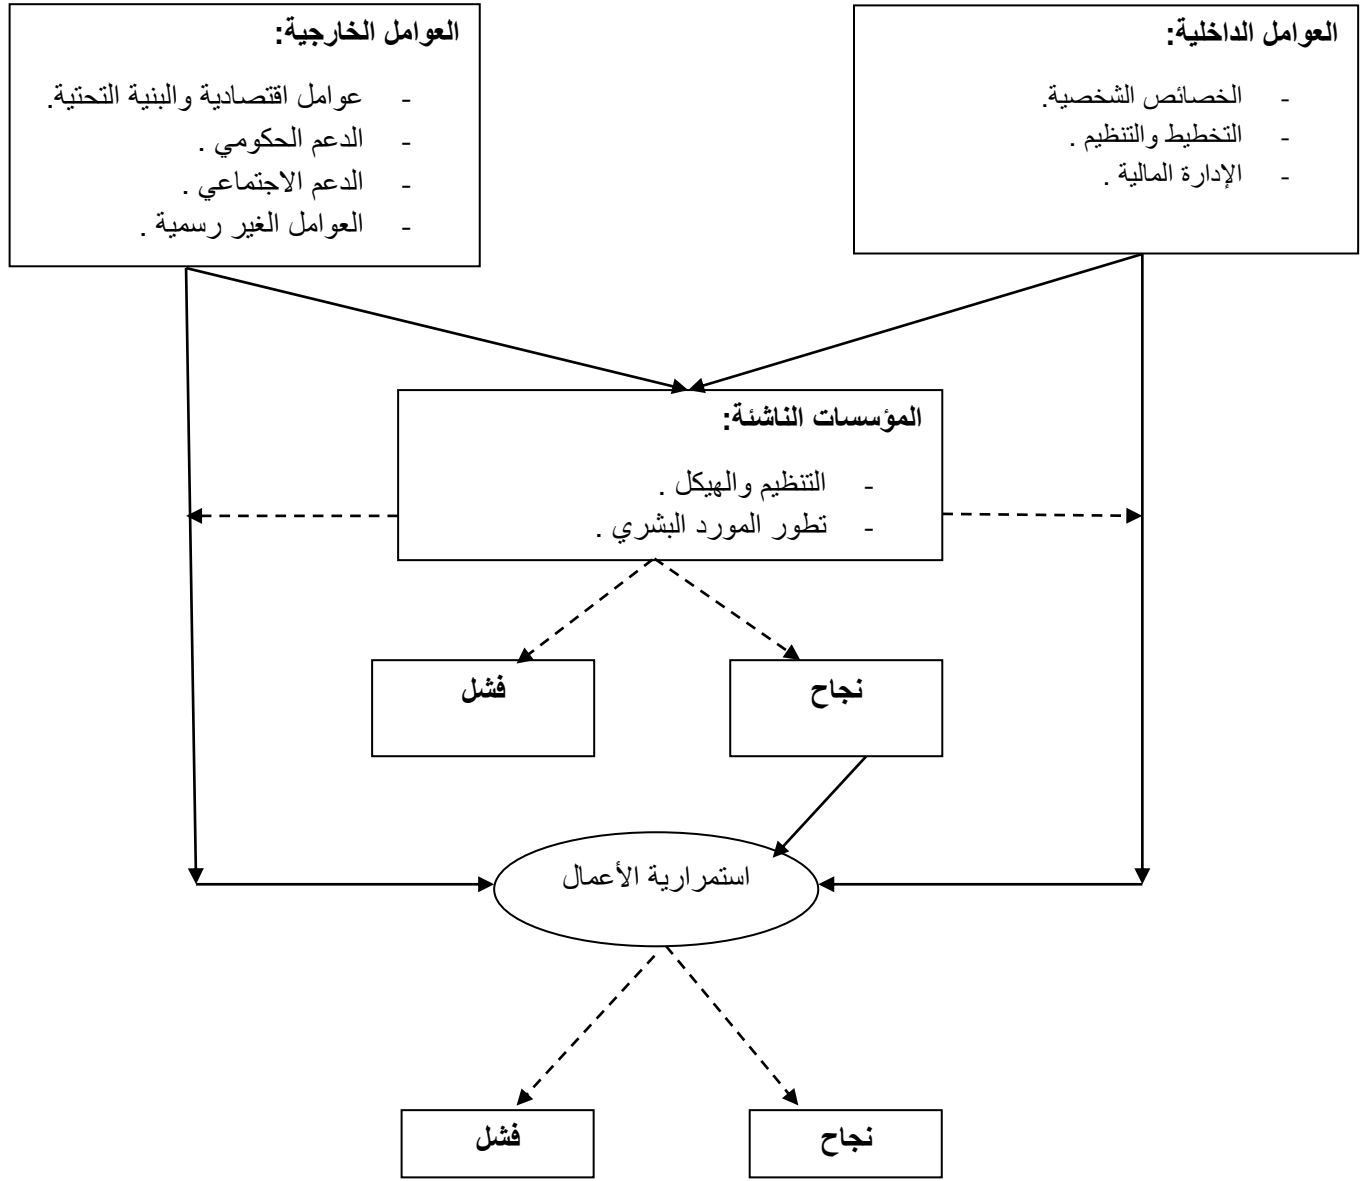 العوامل الداخلية:
- الخصائص الشخصية.
- التخطيط والتنظيم .
- الإدارة المالية .
العوامل الخارجية:
- عوامل اقتصادية والبنية التحتية.
- الدعم الحكومي .
- الدعم الاجتماعي .
- العوامل الغير رسمية .
المؤسسات الناشئة:
- التنظيم والهيكل .
- تطور المورد البشري .
نجاح
فشل
استمرارية الأعمال
نجاح
فشل